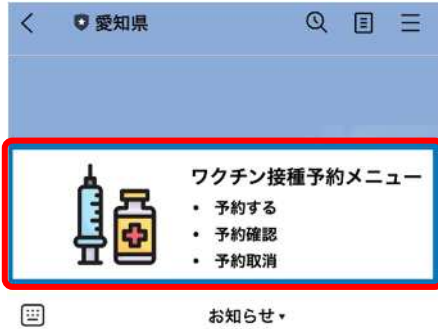 愛知県
ワクチン接種予約メニュー
・ 予約する
・ 予約確認
・ 予約取消
お知らせ▾